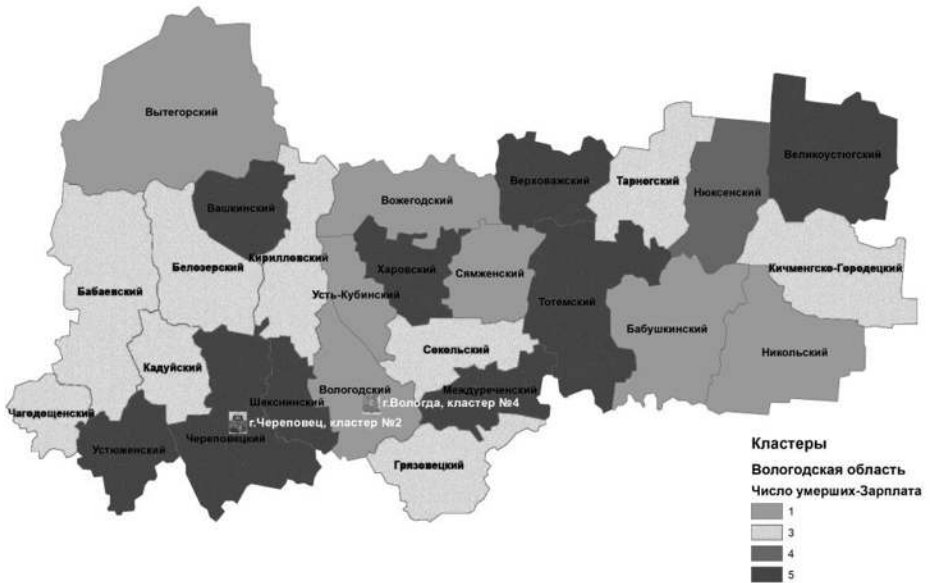 Вытегорский
Великоустюгский
Верховажский
Тарногский
Нюксенский
Вашкинский
Вожегодский
Кирилловский
Белозерский
Харовский
Сямженский
Кичменгско-Городецкий
Бабаевский
Усть-Кубинский
Тотемский
Бабушкинский
Сокольский
Никольский
Кадуйский
Вологодский
Междуреченский
Шекснинский
г.Вологда, кластер №4
Чагодощенский
г.Череповец, кластер №2
Череповецкий
Устюженский
Грязовецкий
Кластеры
Вологодская область
Число умерших-Зарплата
1
3
4
5